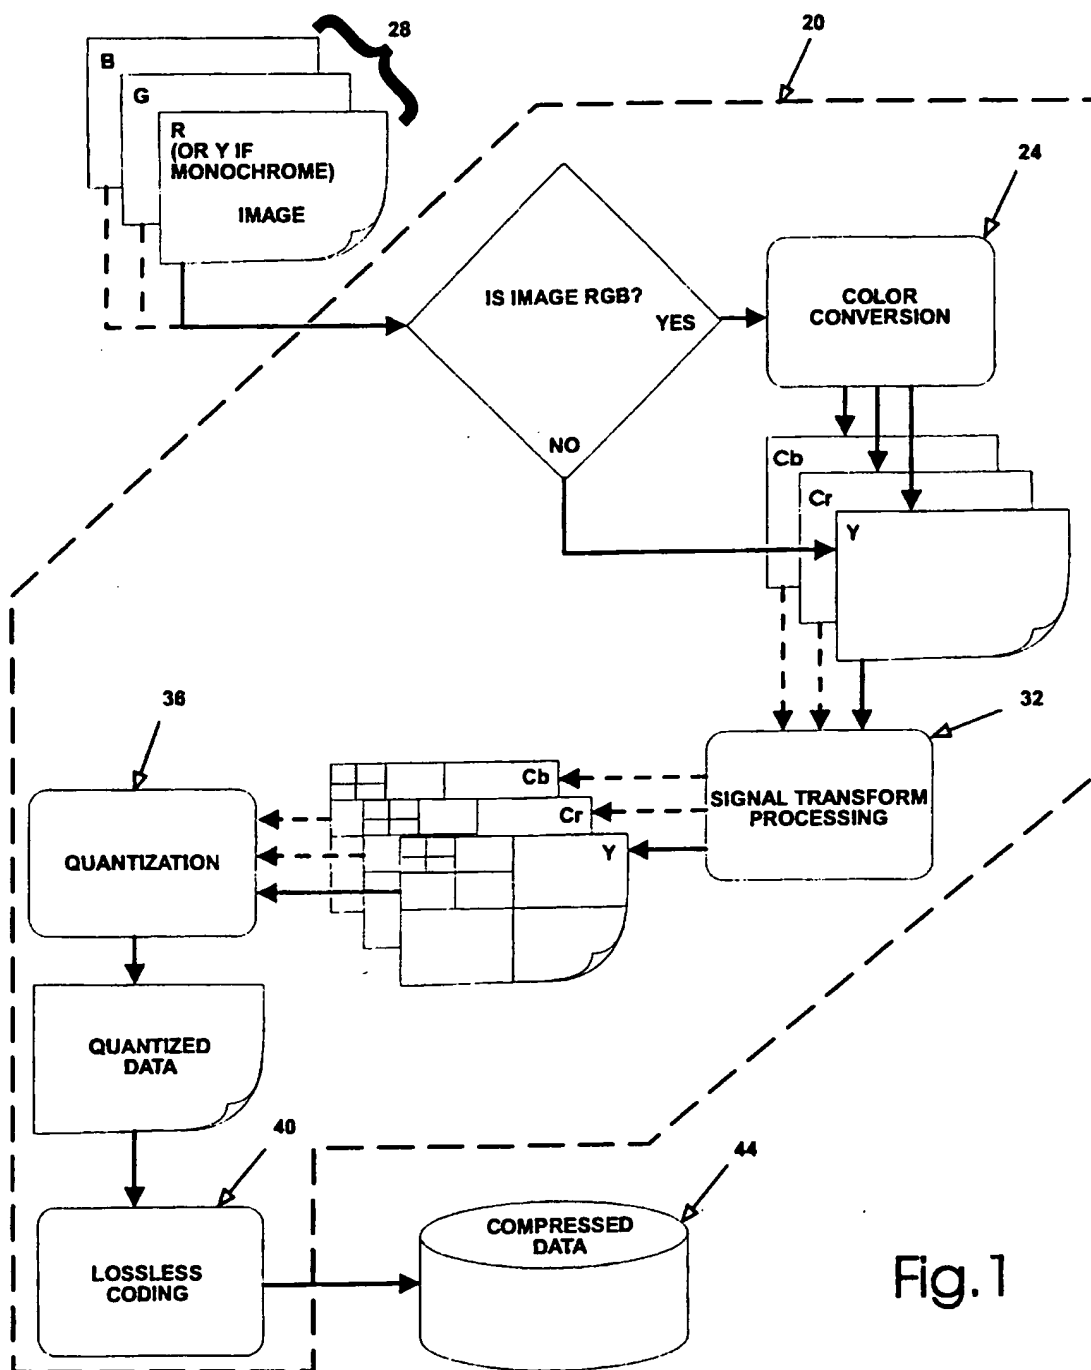 28
20
B
G
R
(OR Y IF
MONOCHROME)
IMAGE
24
IS IMAGE RGB?
YES
NO
COLOR
CONVERSION
Cb
Cr
Y
36
32
Cb
Cr
Y
SIGNAL TRANSFORM
PROCESSING
QUANTIZATION
QUANTIZED
DATA
40
44
LOSSLESS
CODING
COMPRESSED
DATA
Fig. 1